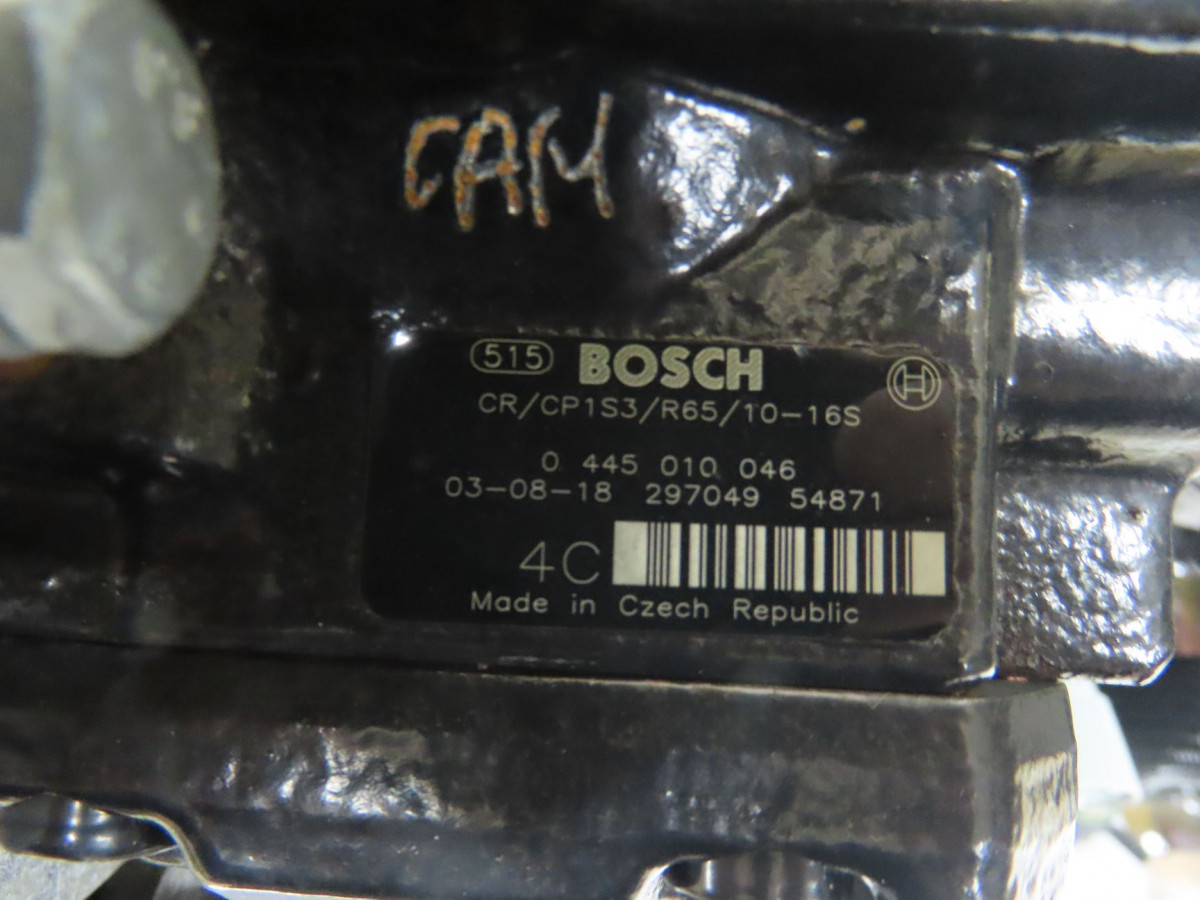 CAM
515 BOSCH
CR/CP1S3/R65/10-16S
0 445 010 046
03-08-18 297049 54871
4C
Made in Czech Republic